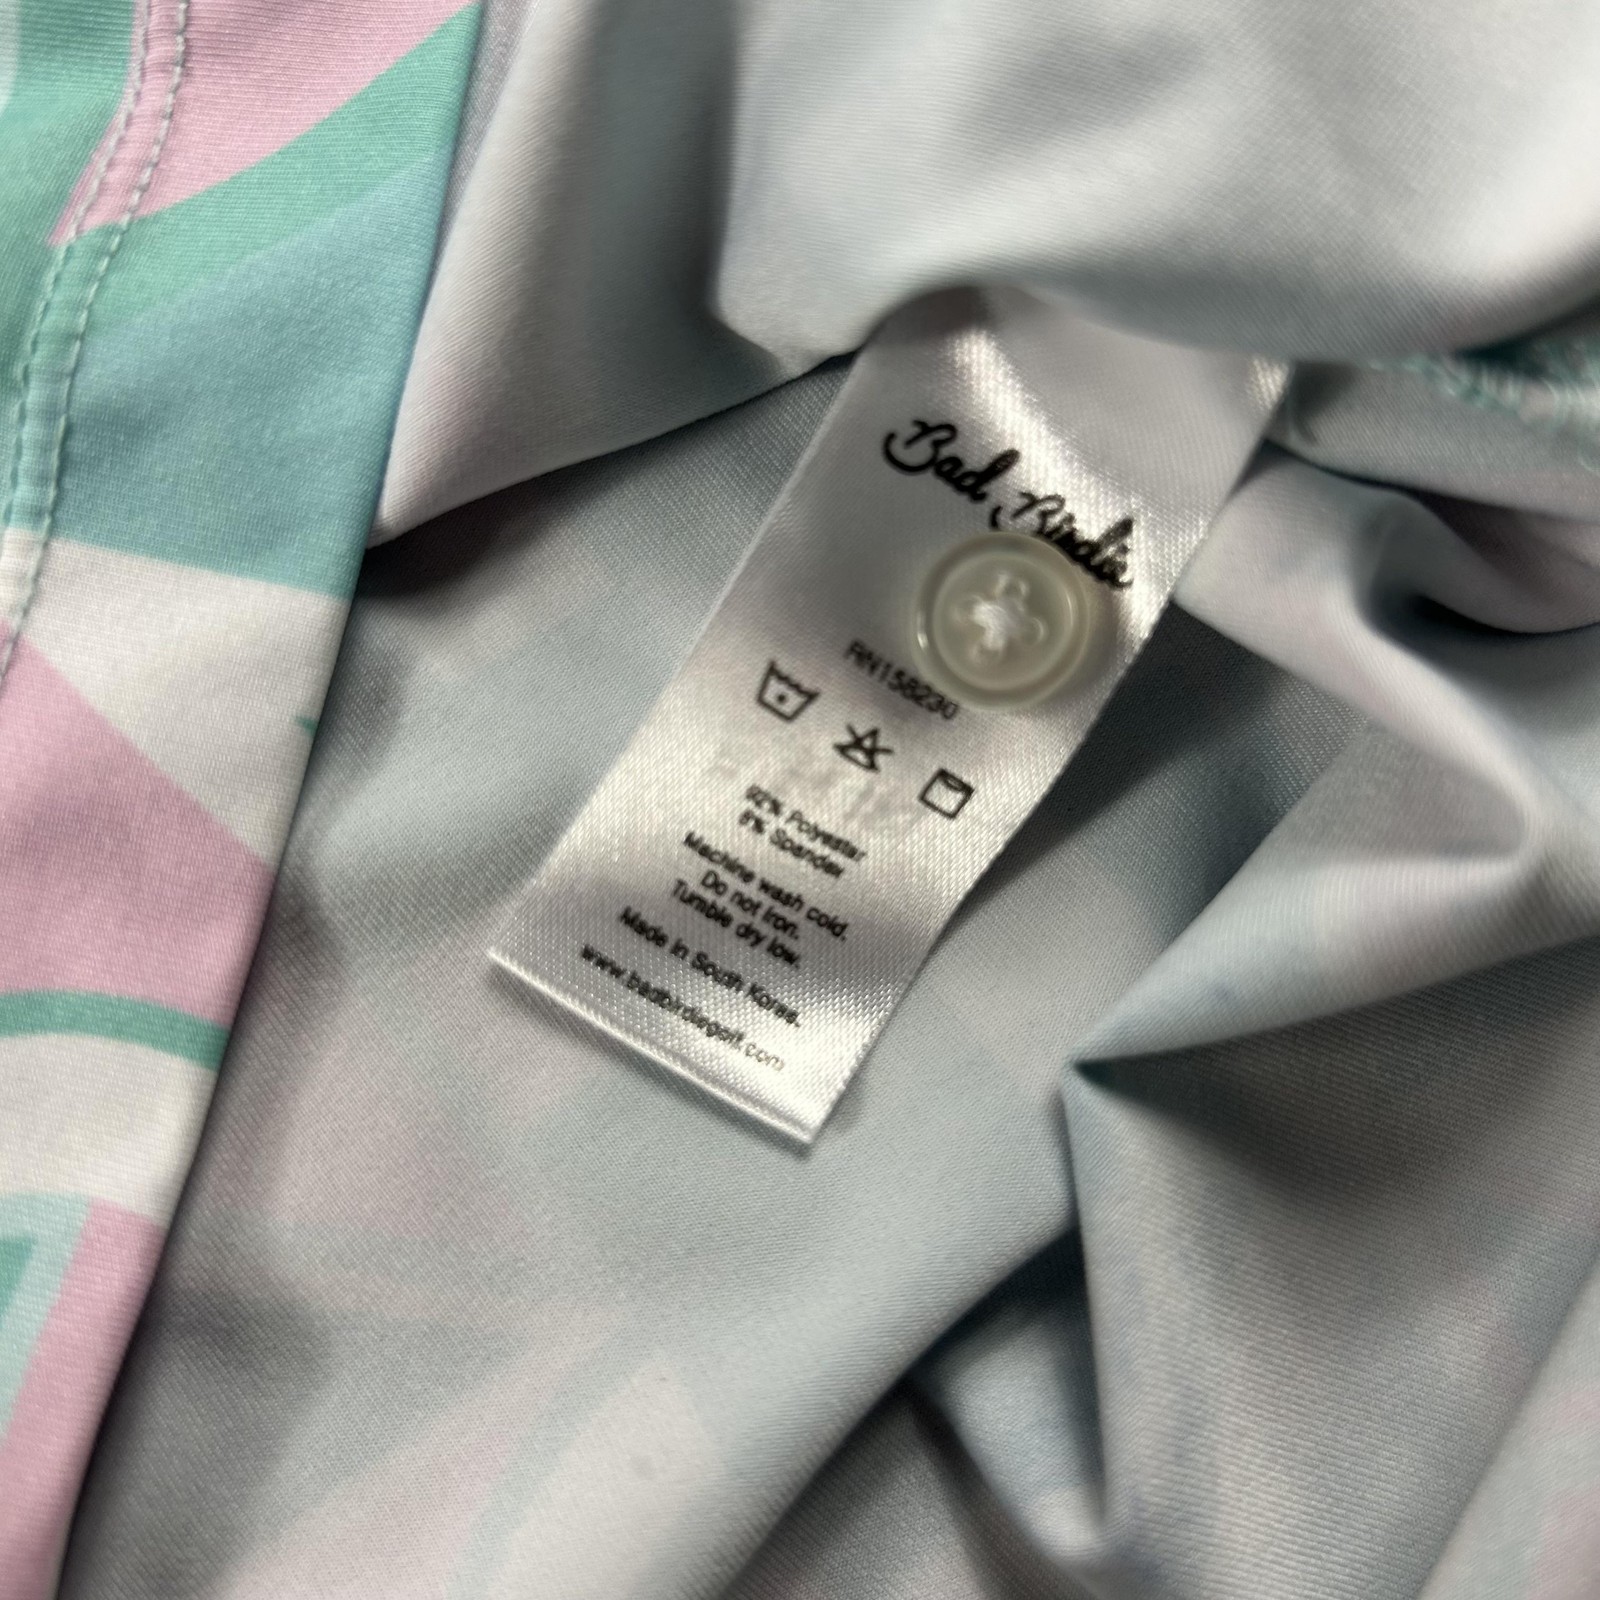 Bad Birdie
RN158230
92% Polyester
8% Spandex
Machine wash cold.
Do not Iron.
Tumble dry low.
Made in South Korea.
www.badbirdiegolf.com